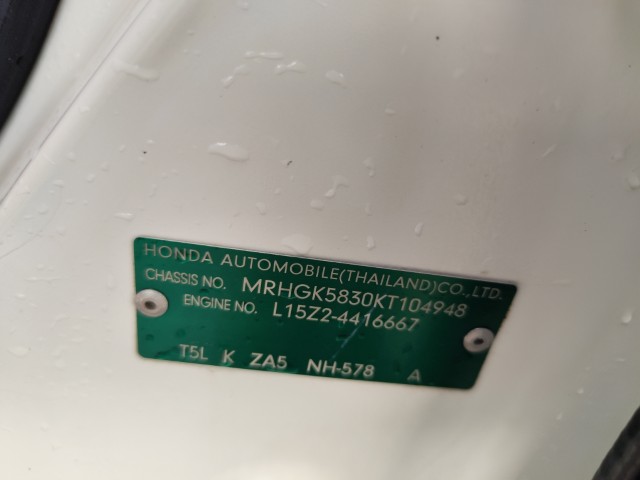 HONDA AUTOMOBILE(THAILAND)CO.,LTD.
CHASSIS NO. MRHGK5830KT104948
ENGINE NO. L15Z2-4416667
T5L K ZA5 NH-578 A